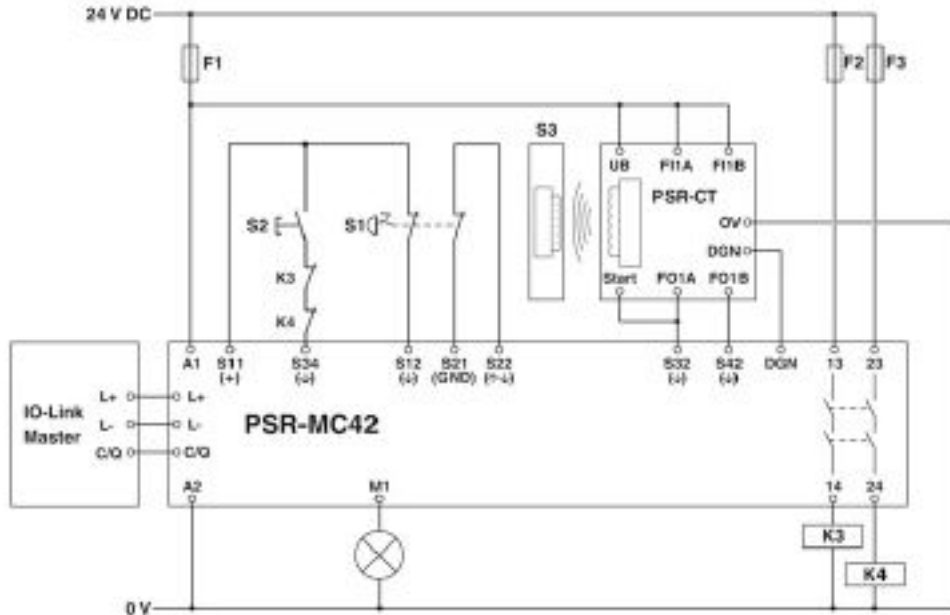 24 V DC
F1 F2 F3
S3
UB FI1A FI1B
PSR-CT
S2 S1 0V
DGN
K3 Start FO1A FO1B
K4
A1 S11 S34 S12 S21 S22 S32 S42 DGN 13 23
(+) (↓) (↓) (GND) (↓) (↓)
L+ L+
IO-Link L- L- PSR-MC42
Master
C/Q C/Q
A2 M1 14 24
K3
K4
0 V